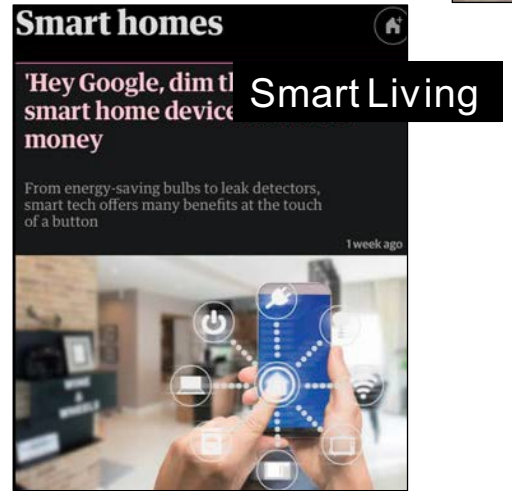 Smart homes
'Hey Google, dim th
smart home device
money
Smart Living
From energy-saving bulbs to leak detectors,
smart tech offers many benefits at the touch
of a button
1 week ago